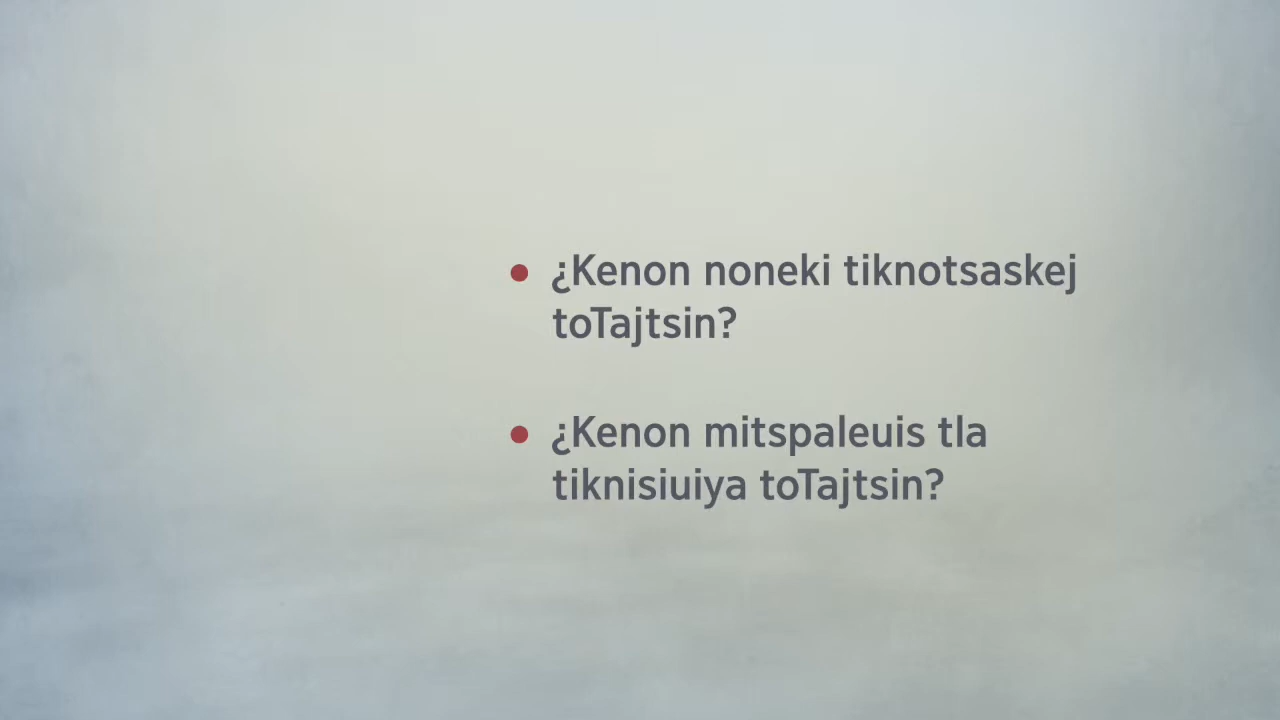 • ¿Kenon noneki tiknotsaskej
toTajtsin?
• ¿Kenon mitspaleuis tla
tiknisiuiya toTajtsin?